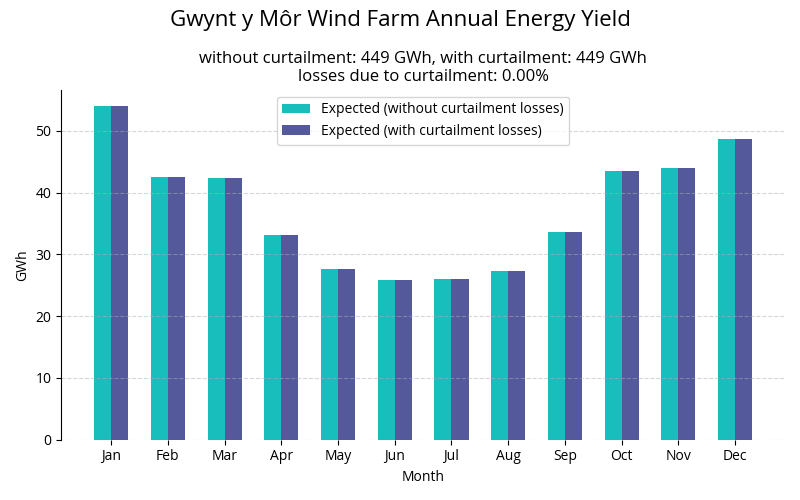 Gwynt y Môr Wind Farm Annual Energy Yield
without curtailment: 449 GWh, with curtailment: 449 GWh
losses due to curtailment: 0.00%
Expected (without curtailment losses)
Expected (with curtailment losses)
50
40
30
20
10
0
GWh
Jan Feb Mar Apr May Jun Jul Aug Sep Oct Nov Dec
Month